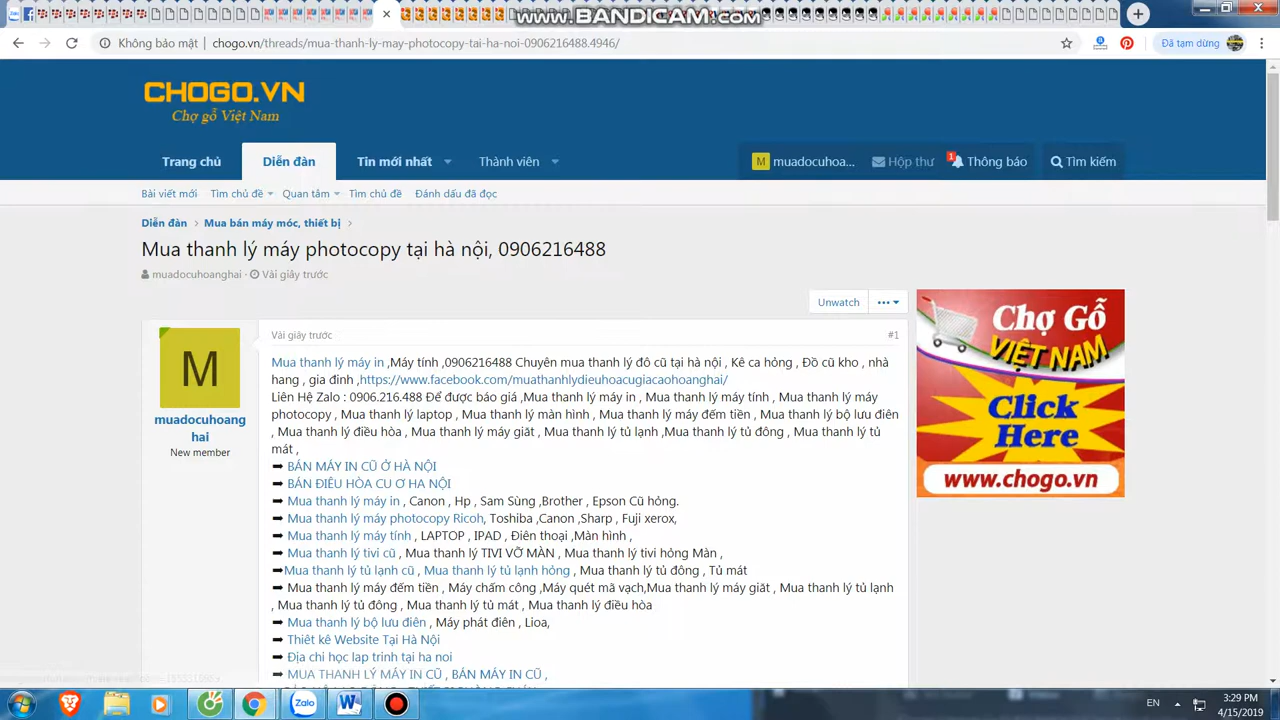 www.BANDICAM.com
Không bảo mật | chogo.vn/threads/mua-thanh-ly-may-photocopy-tai-ha-noi-0906216488.4946/
Đã tạm dừng
CHOGO.VN
Chợ gỗ Việt Nam
Trang chủ Diễn đàn Tin mới nhất Thành viên M muadocuhoa... Hộp thư 1 Thông báo Tìm kiếm
Bài viết mới Tìm chủ đề Quan tâm Tìm chủ đề Đánh dấu đã đọc
Diễn đàn > Mua bán máy móc, thiết bị >
Mua thanh lý máy photocopy tại hà nội, 0906216488
muadocuhoanghai · Vài giây trước
Unwatch •••
Vài giây trước #1
M
muadocuhoang
hai
New member
Mua thanh lý máy in ,Máy tính ,0906216488 Chuyên mua thanh lý đô cũ tại hà nội , Kê ca hỏng , Đồ cũ kho , nhà
hang , gia đinh ,https://www.facebook.com/muathanhlydieuhoacugiacaohoanghai/
Liên Hệ Zalo : 0906.216.488 Để được báo giá ,Mua thanh lý máy in , Mua thanh lý máy tính , Mua thanh lý máy
photocopy , Mua thanh lý laptop , Mua thanh lý màn hình , Mua thanh lý máy đếm tiền , Mua thanh lý bộ lưu điên
, Mua thanh lý điều hòa , Mua thanh lý máy giăt , Mua thanh lý tủ lạnh ,Mua thanh lý tủ đông , Mua thanh lý tủ
mát ,
➡ BÁN MÁY IN CŨ Ở HÀ NỘI
➡ BÁN ĐIÊU HÒA CU Ơ HA NỘI
➡ Mua thanh lý máy in , Canon , Hp , Sam Sùng ,Brother , Epson Cũ hỏng.
➡ Mua thanh lý máy photocopy Ricoh, Toshiba ,Canon ,Sharp , Fuji xerox,
➡ Mua thanh lý máy tính , LAPTOP , IPAD , Điên thoại ,Màn hình ,
➡ Mua thanh lý tivi cũ , Mua thanh lý TIVI VỠ MÀN , Mua thanh lý tivi hỏng Màn ,
➡Mua thanh lý tủ lạnh cũ , Mua thanh lý tủ lạnh hỏng , Mua thanh lý tủ đông , Tủ mát
➡ Mua thanh lý máy đếm tiền , Máy chấm công ,Máy quét mã vạch,Mua thanh lý máy giăt , Mua thanh lý tủ lạnh
, Mua thanh lý tủ đông , Mua thanh lý tủ mát , Mua thanh lý điều hòa
➡ Mua thanh lý bộ lưu điên , Máy phát điên , Lioa,
➡ Thiêt kê Website Tại Hà Nội
➡ Địa chi học lap trinh tại ha noi
➡ MUA THANH LÝ MÁY IN CŨ , BÁN MÁY IN CŨ ,
Chợ Gỗ
VIỆT NAM
Click
Here
www.chogo.vn
Zalo
EN
3:29 PM
4/15/2019